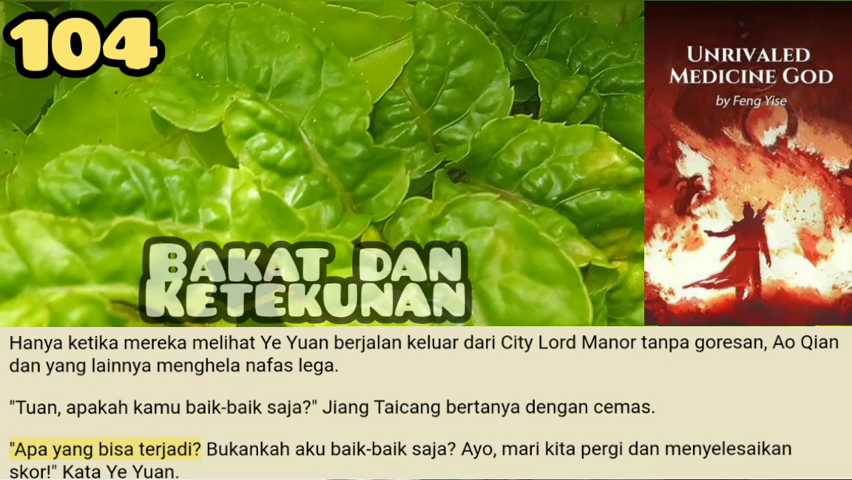 104
UNRIVALED
MEDICINE GOD
by Feng Yise
BAKAT DAN
KETEKUNAN
Hanya ketika mereka melihat Ye Yuan berjalan keluar dari City Lord Manor tanpa goresan, Ao Qian
dan yang lainnya menghela nafas lega.
"Tuan, apakah kamu baik-baik saja?" Jiang Taicang bertanya dengan cemas.
"Apa yang bisa terjadi? Bukankah aku baik-baik saja? Ayo, mari kita pergi dan menyelesaikan
skor!" Kata Ye Yuan.